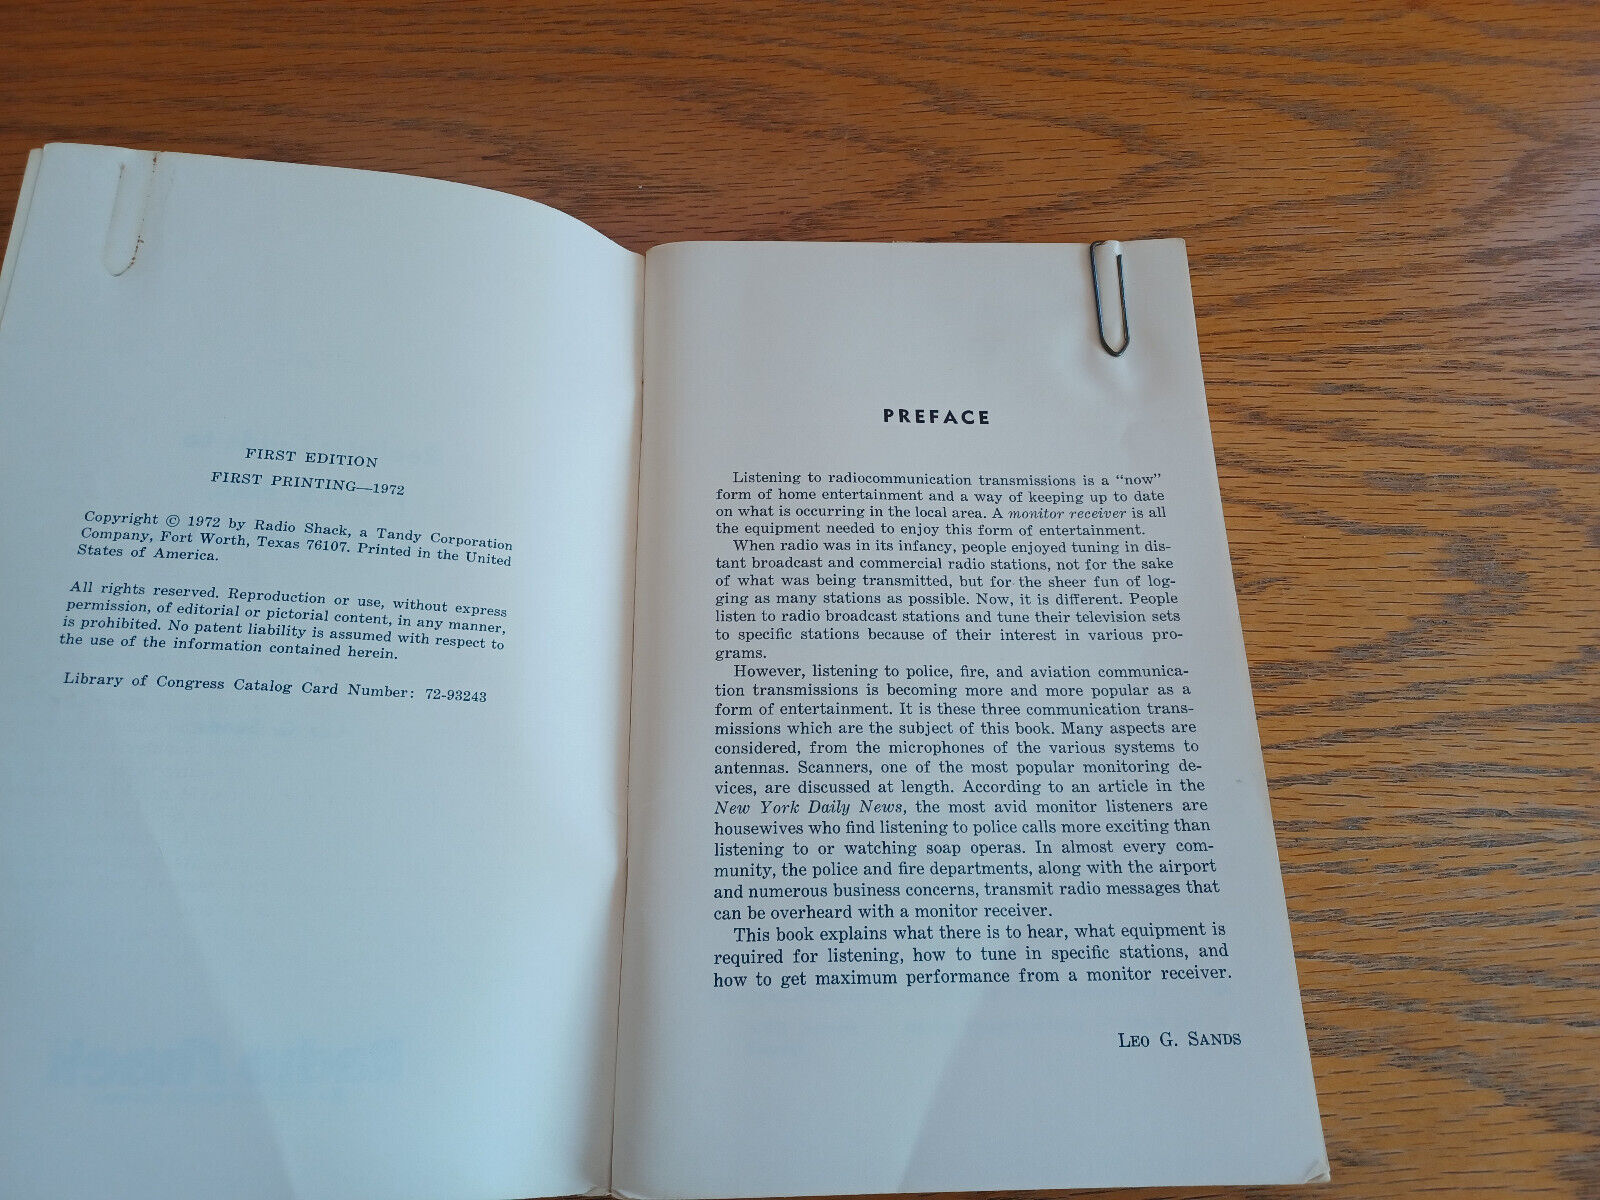 FIRST EDITION
FIRST PRINTING—1972
Copyright © 1972 by Radio Shack, a Tandy Corporation
Company, Fort Worth, Texas 76107. Printed in the United
States of America.
All rights reserved. Reproduction or use, without express
permission, of editorial or pictorial content, in any manner,
is prohibited. No patent liability is assumed with respect to
the use of the information contained herein.
Library of Congress Catalog Card Number: 72-93243
PREFACE
Listening to radiocommunication transmissions is a “now”
form of home entertainment and a way of keeping up to date
on what is occurring in the local area. A monitor receiver is all
the equipment needed to enjoy this form of entertainment.
When radio was in its infancy, people enjoyed tuning in dis-
tant broadcast and commercial radio stations, not for the sake
of what was being transmitted, but for the sheer fun of log-
ging as many stations as possible. Now, it is different. People
listen to radio broadcast stations and tune their television sets
to specific stations because of their interest in various pro-
grams.
However, listening to police, fire, and aviation communica-
tion transmissions is becoming more and more popular as a
form of entertainment. It is these three communication trans-
missions which are the subject of this book. Many aspects are
considered, from the microphones of the various systems to
antennas. Scanners, one of the most popular monitoring de-
vices, are discussed at length. According to an article in the
New York Daily News, the most avid monitor listeners are
housewives who find listening to police calls more exciting than
listening to or watching soap operas. In almost every com-
munity, the police and fire departments, along with the airport
and numerous business concerns, transmit radio messages that
can be overheard with a monitor receiver.
This book explains what there is to hear, what equipment is
required for listening, how to tune in specific stations, and
how to get maximum performance from a monitor receiver.
LEO G. SANDS